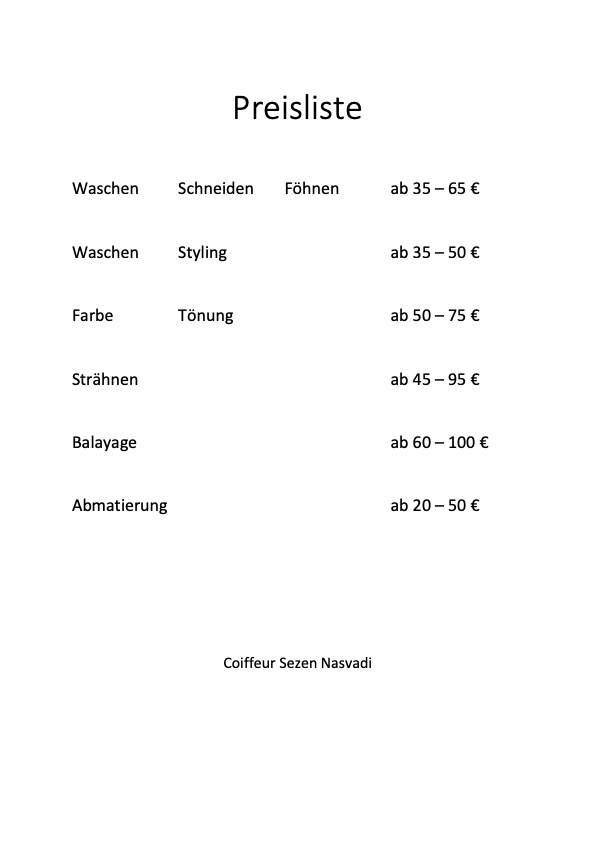 Preisliste
Waschen Schneiden Föhnen ab 35 – 65 €
Waschen Styling ab 35 – 50 €
Farbe Tönung ab 50 – 75 €
Strähnen ab 45 – 95 €
Balayage ab 60 – 100 €
Abmatierung ab 20 – 50 €
Coiffeur Sezen Nasvadi